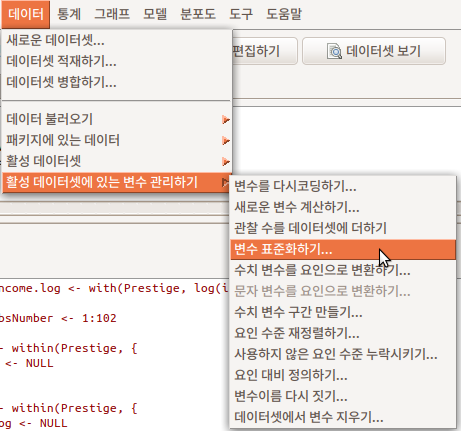 데이터 통계 그래프 모델 분포도 도구 도움말
새로운 데이터셋...
데이터셋 적재하기...
데이터셋 병합하기...
데이터 불러오기
패키지에 있는 데이터
활성 데이터셋
활성 데이터셋에 있는 변수 관리하기
편집하기
데이터셋 보기
변수를 다시코딩하기...
새로운 변수 계산하기...
관찰 수를 데이터셋에 더하기
변수 표준화하기...
수치 변수를 요인으로 변환하기...
문자 변수를 요인으로 변환하기...
수치 변수 구간 만들기...
요인 수준 재정렬하기...
사용하지 않은 요인 수준 누락시키기...
요인 대비 정의하기...
변수이름 다시 짓기...
데이터셋에서 변수 지우기...
ncome.log <- with(Prestige, log(i
osNumber <- 1:102
- within(Prestige, {
<- NULL
- within(Prestige, {
og <- NULL